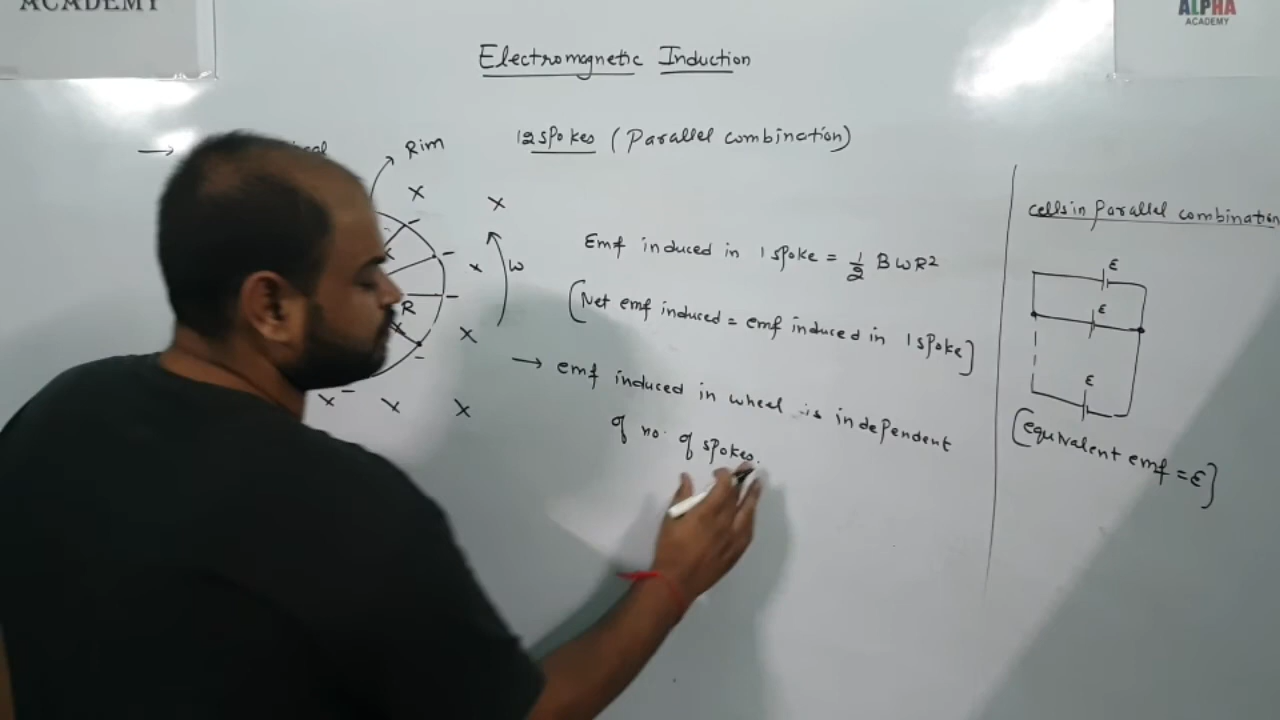 ACADEMY
ALPHA
ACADEMY
Electromagnetic Induction
→
Rim
12 spokes (Parallel combination)
x x
x
x
x x x
ω
R
Emf induced in 1 spoke = 1/2 B ω R²
[Net emf induced = emf induced in 1 spoke]
→ emf induced in wheel is independent
of no. of spokes.
cells in Parallel combination
ε
ε
ε
[equivalent emf = ε]